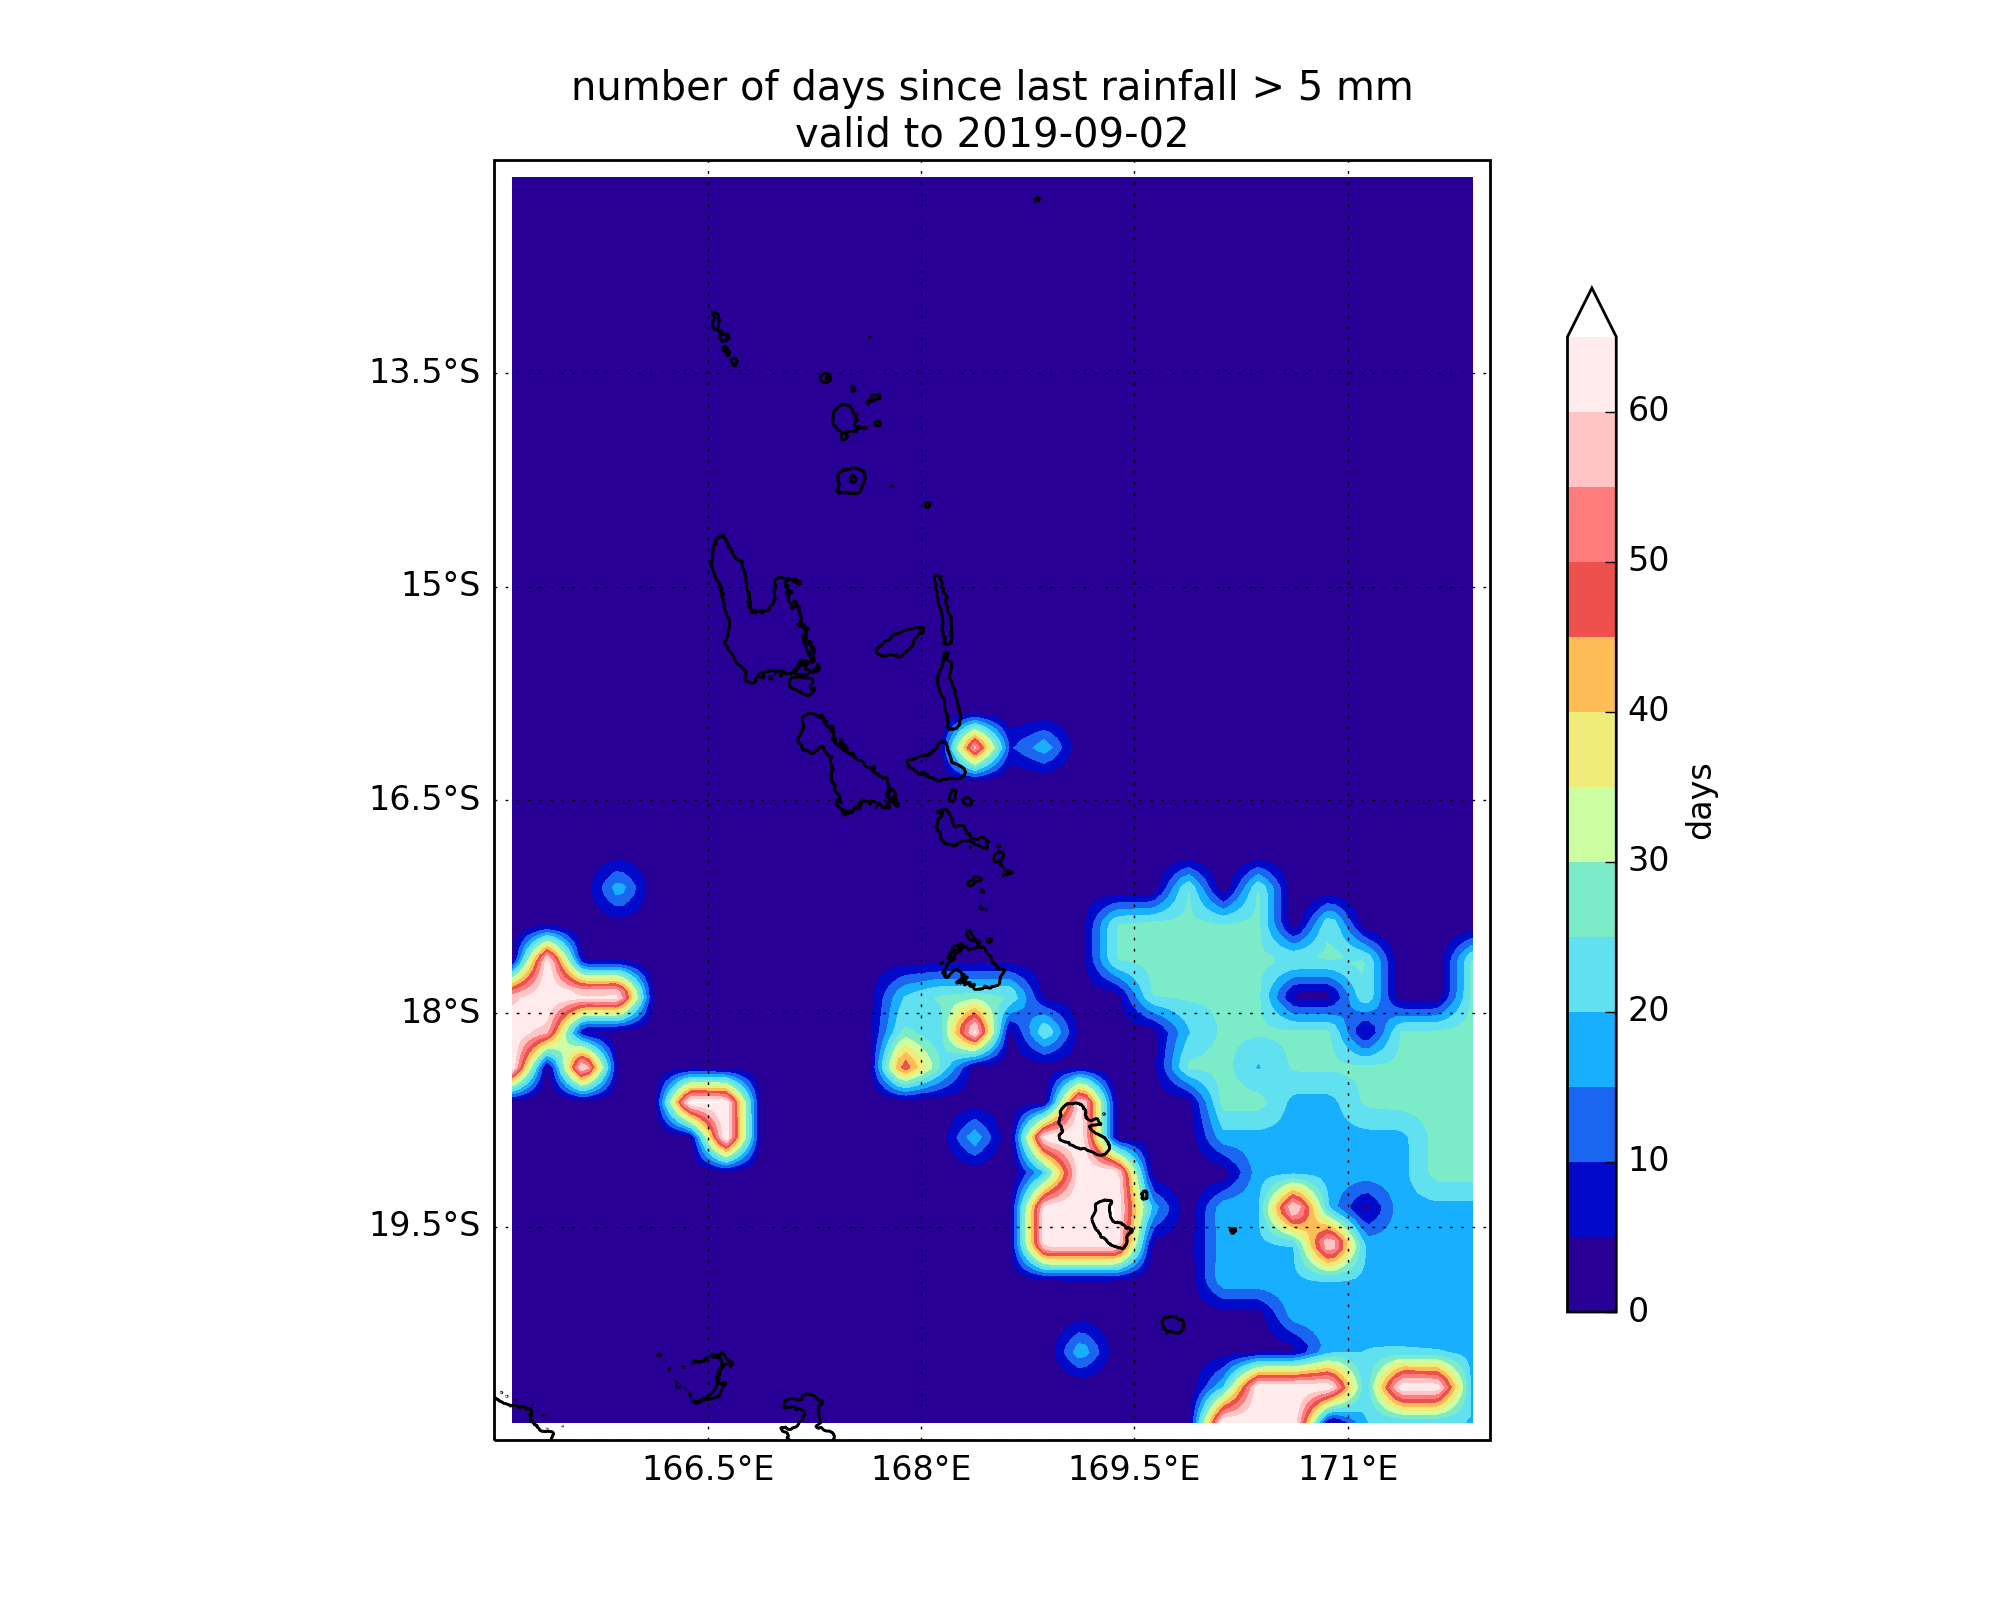 number of days since last rainfall > 5 mm
valid to 2019-09-02
13.5°S
15°S
16.5°S
18°S
19.5°S
166.5°E
168°E
169.5°E
171°E
60
50
40
30
20
10
0
days